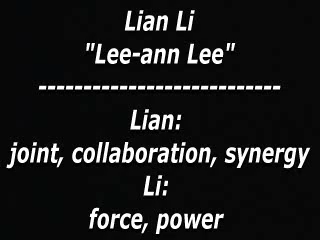 Lian Li
"Lee-ann Lee"
---------------------------
Lian:
joint, collaboration, synergy
Li:
force, power